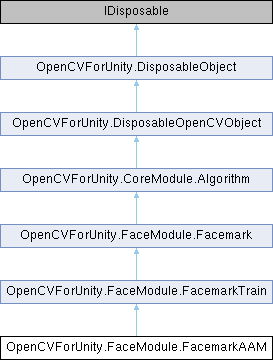 IDisposable
OpenCVForUnity.DisposableObject
OpenCVForUnity.DisposableOpenCVObject
OpenCVForUnity.CoreModule.Algorithm
OpenCVForUnity.FaceModule.Facemark
OpenCVForUnity.FaceModule.FacemarkTrain
OpenCVForUnity.FaceModule.FacemarkAAM